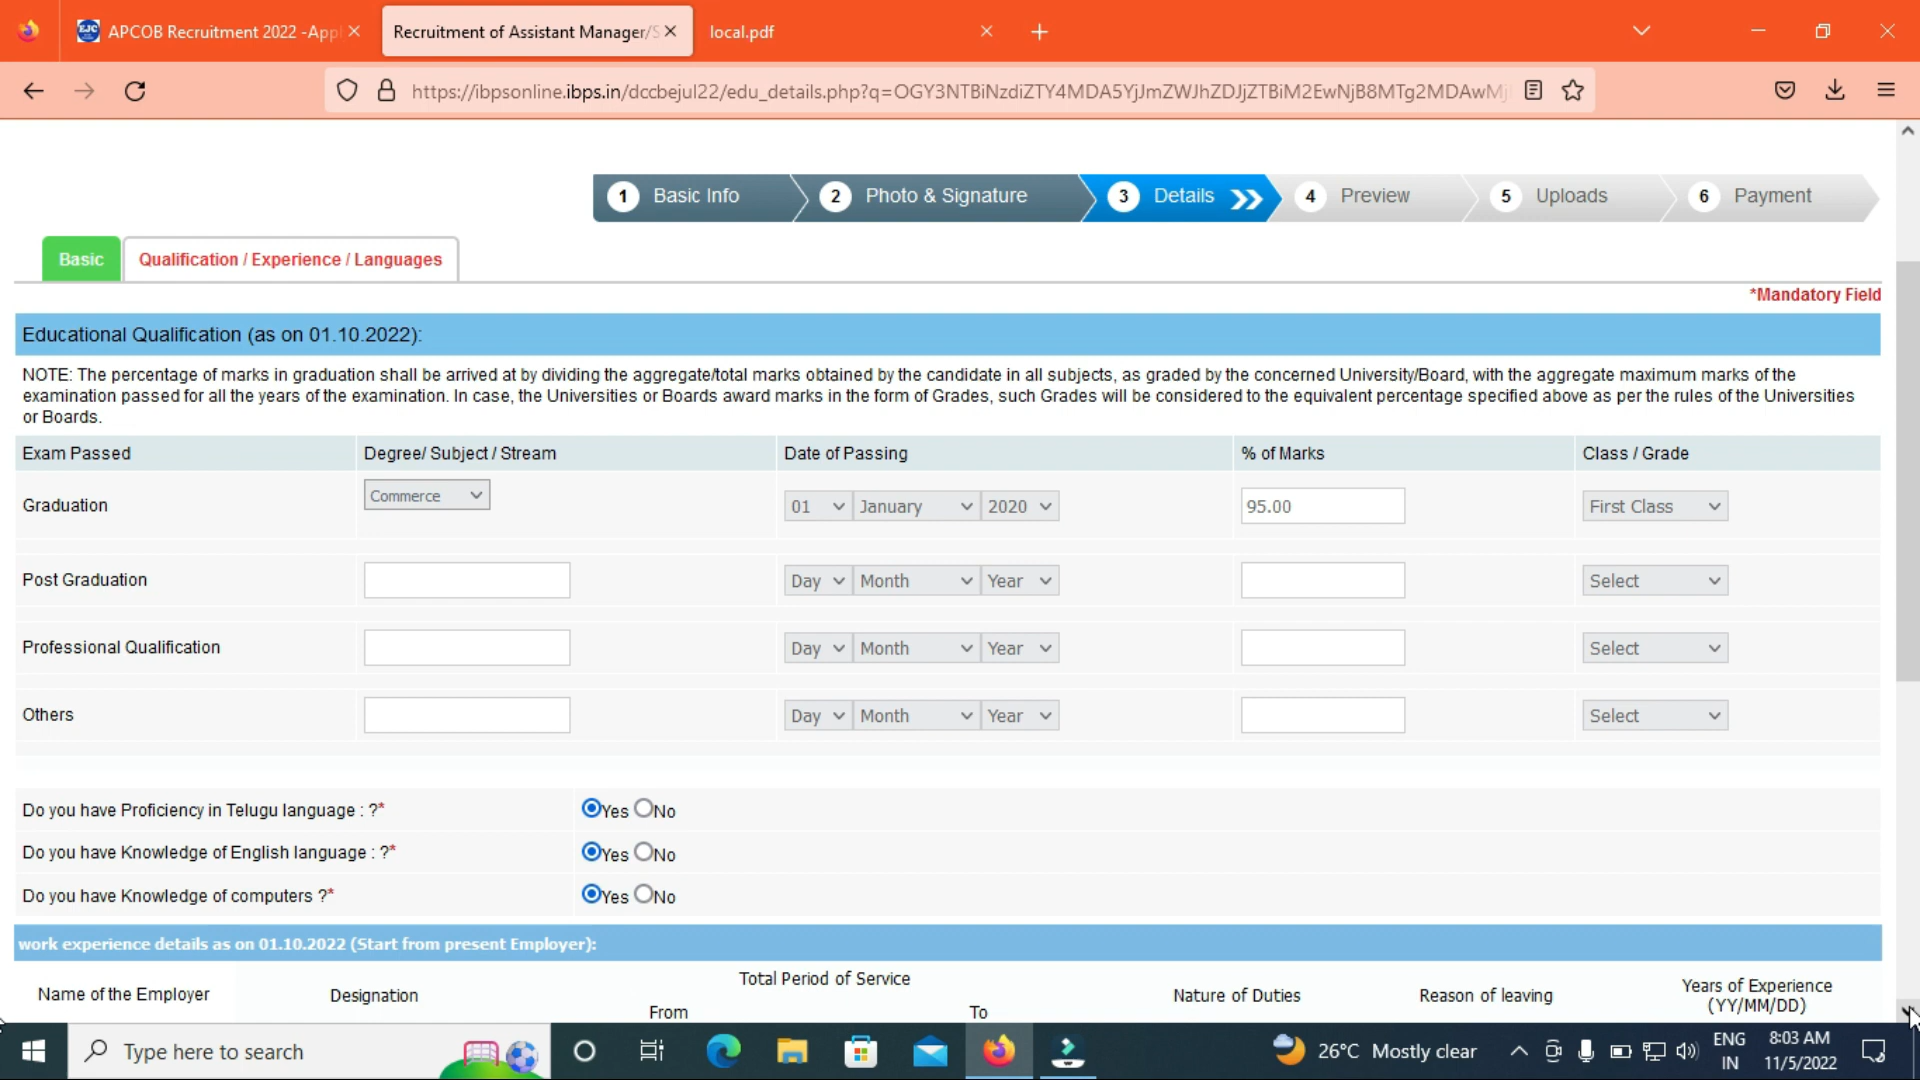 EJC APCOB Recruitment 2022 -Appl
Recruitment of Assistant Manager/S
local.pdf
https://ibpsonline.ibps.in/dccbejul22/edu_details.php?q=OGY3NTBiNzdiZTY4MDA5YjJmZWJhZDJjZTBiM2EwNjB8MTg2MDAwMj
1 Basic Info
2 Photo & Signature
3 Details
4 Preview
5 Uploads
6 Payment
Basic
Qualification / Experience / Languages
*Mandatory Field
Educational Qualification (as on 01.10.2022):
NOTE: The percentage of marks in graduation shall be arrived at by dividing the aggregate/total marks obtained by the candidate in all subjects, as graded by the concerned University/Board, with the aggregate maximum marks of the
examination passed for all the years of the examination. In case, the Universities or Boards award marks in the form of Grades, such Grades will be considered to the equivalent percentage specified above as per the rules of the Universities
or Boards.
Exam Passed Degree/ Subject / Stream Date of Passing % of Marks Class / Grade
Graduation Commerce 01 January 2020 95.00 First Class
Post Graduation Day Month Year Select
Professional Qualification Day Month Year Select
Others Day Month Year Select
Do you have Proficiency in Telugu language : ?* Yes No
Do you have Knowledge of English language : ?* Yes No
Do you have Knowledge of computers ?* Yes No
work experience details as on 01.10.2022 (Start from present Employer):
Name of the Employer Designation Total Period of Service Nature of Duties Reason of leaving Years of Experience
(YY/MM/DD)
From To
Type here to search
26°C Mostly clear
ENG
IN
8:03 AM
11/5/2022